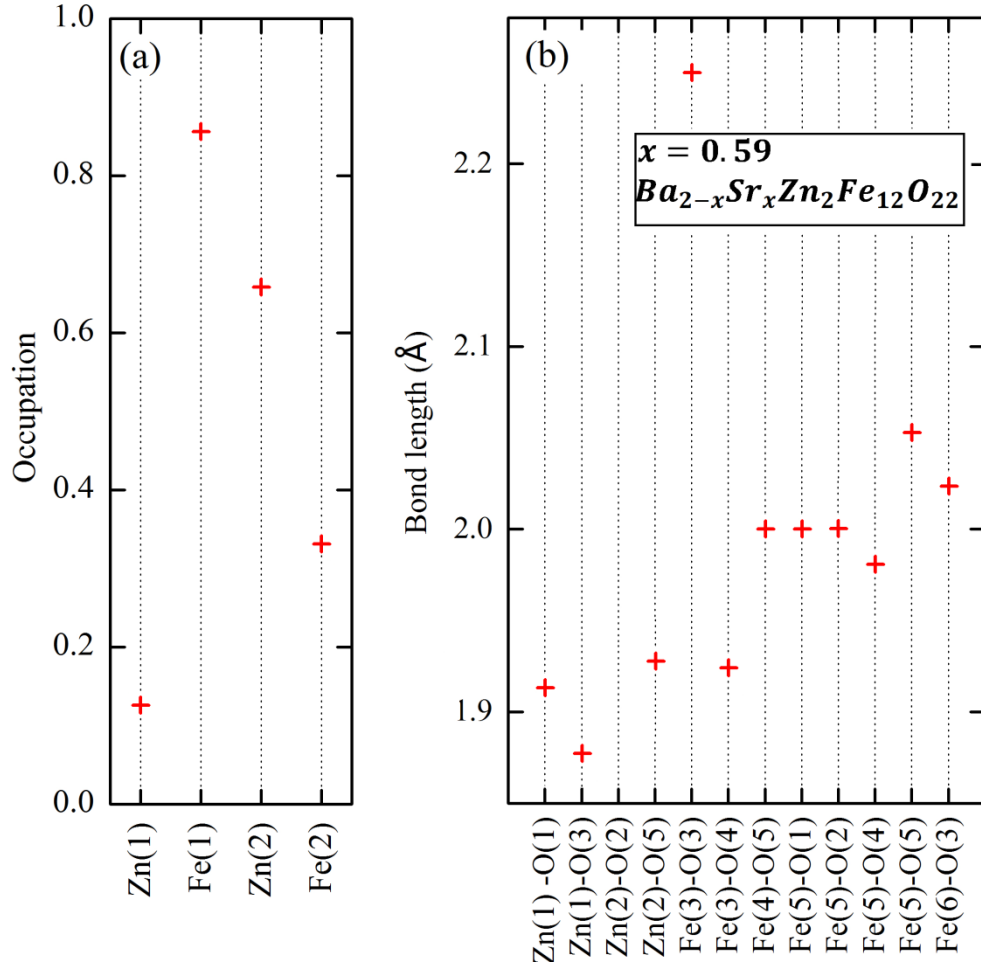 (a)
1.0
0.8
0.6
0.4
0.2
0.0
Occupation
Zn(1)
Fe(1)
Zn(2)
Fe(2)
(b)
x = 0.59
Ba₂₋ₓSrₓZn₂Fe₁₂O₂₂
2.2
2.1
2.0
1.9
Bond length (Å)
Zn(1) -O(1)
Zn(1)-O(3)
Zn(2)-O(2)
Zn(2)-O(5)
Fe(3)-O(3)
Fe(3)-O(4)
Fe(4)-O(5)
Fe(5)-O(1)
Fe(5)-O(2)
Fe(5)-O(4)
Fe(5)-O(5)
Fe(6)-O(3)